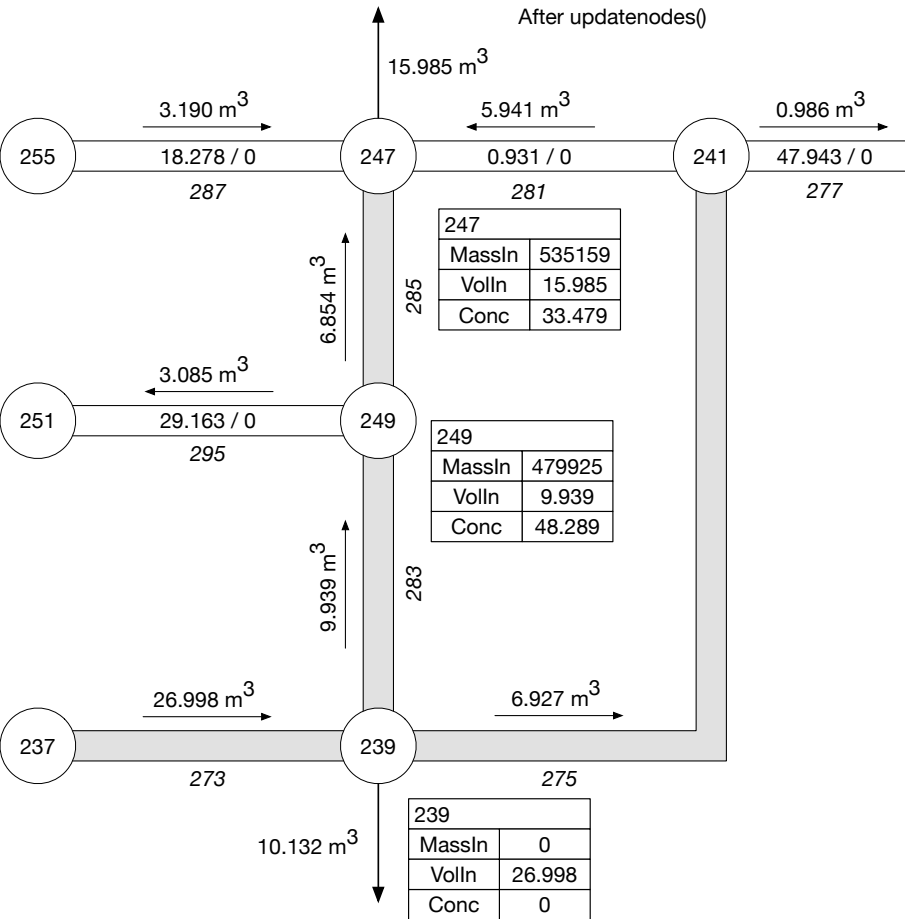 After updatenodes()
15.985 m³
3.190 m³
5.941 m³
0.986 m³
255
18.278 / 0
247
0.931 / 0
241
47.943 / 0
287
281
277
247
MassIn 535159
VolIn 15.985
Conc 33.479
6.854 m³
285
3.085 m³
251
29.163 / 0
249
295
249
MassIn 479925
VolIn 9.939
Conc 48.289
9.939 m³
283
26.998 m³
6.927 m³
237
239
273
275
10.132 m³
239
MassIn 0
VolIn 26.998
Conc 0